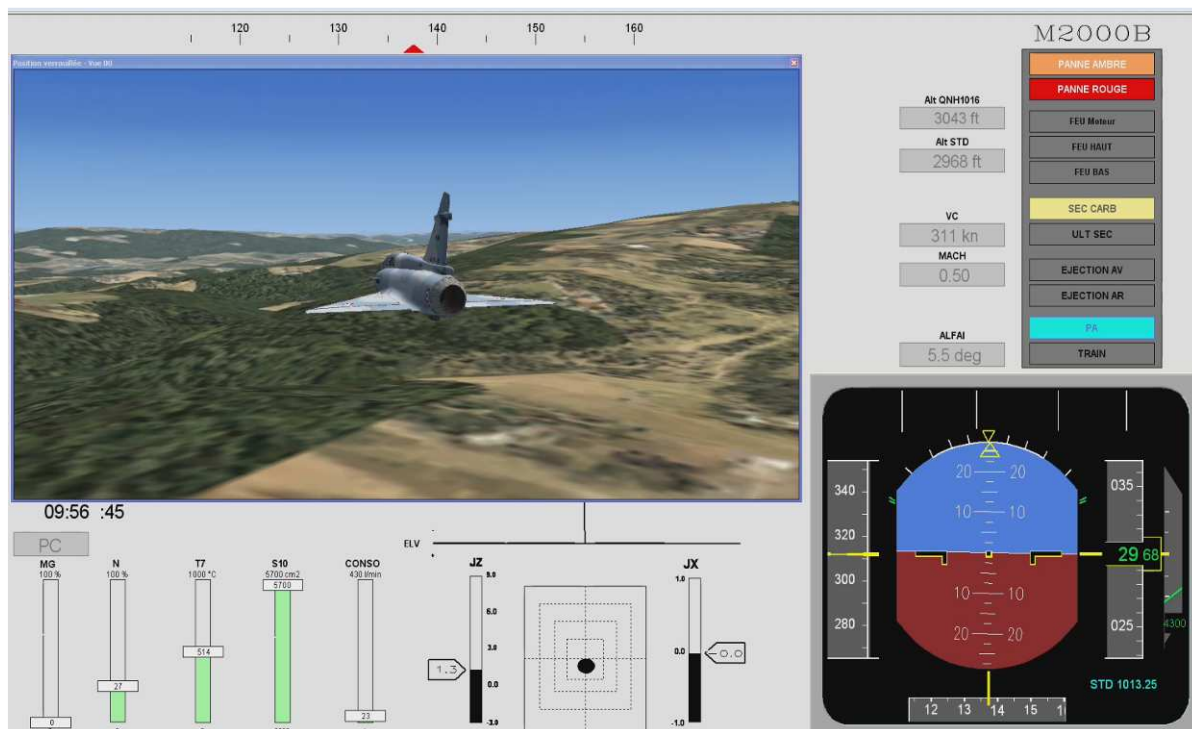 120 130 140 150 160
M2000B
Position verrouillée - Vue IXI
PANNE AMBRE
PANNE ROUGE
Alt QNH1016
3043 ft
FEU Moteur
Alt STD
2968 ft
FEU HAUT
FEU BAS
SEC CARB
VC
311 kn
ULT SEC
MACH
0.50
EJECTION AV
EJECTION AR
PA
ALFAI
5.5 deg
TRAIN
09:56 :45
PC
ELV
MG
100 %
0
N
100 %
27
T7
1000 °C
514
S10
5700 cm2
5700
CONSO
430 l/min
23
JZ
9.0
6.0
3.0
0.0
-3.0
1.3
JX
1.0
0.0
-1.0
-0.0
340
320
300
280
20 20
10 10
10 10
20 20
035
29 68
025
4300
STD 1013.25
12 13 14 15